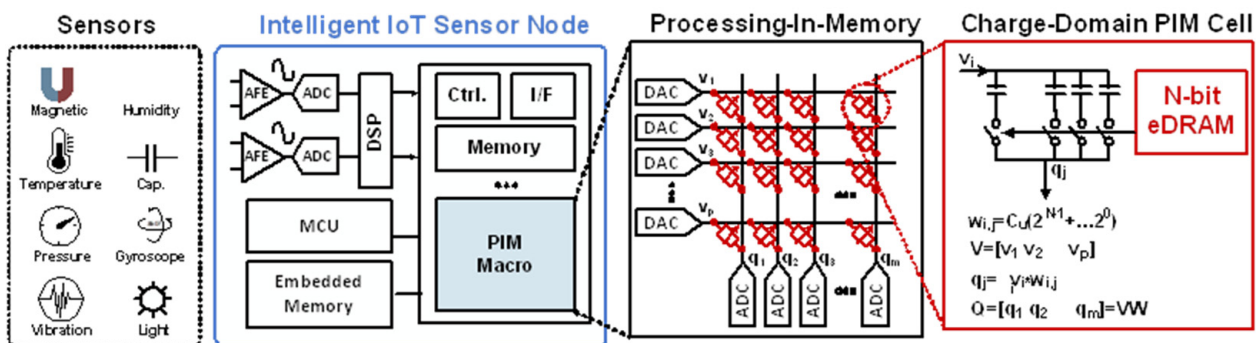 Sensors
Magnetic
Humidity
Temperature
Cap.
Pressure
Gyroscope
Vibration
Light
Intelligent IoT Sensor Node
AFE
ADC
AFE
ADC
DSP
Ctrl.
I/F
Memory
MCU
Embedded
Memory
PIM
Macro
Processing-In-Memory
DAC
v1
DAC
v2
DAC
v3
DAC
vp
q1
q2
q3
qm
ADC
ADC
ADC
ADC
Charge-Domain PIM Cell
Vi
N-bit
eDRAM
qj
Wi,j=Cu(2^N-1+...2^0)
V=[v1 v2 vp]
qj= vi*wi,j
Q=[q1 q2 qm]=VW